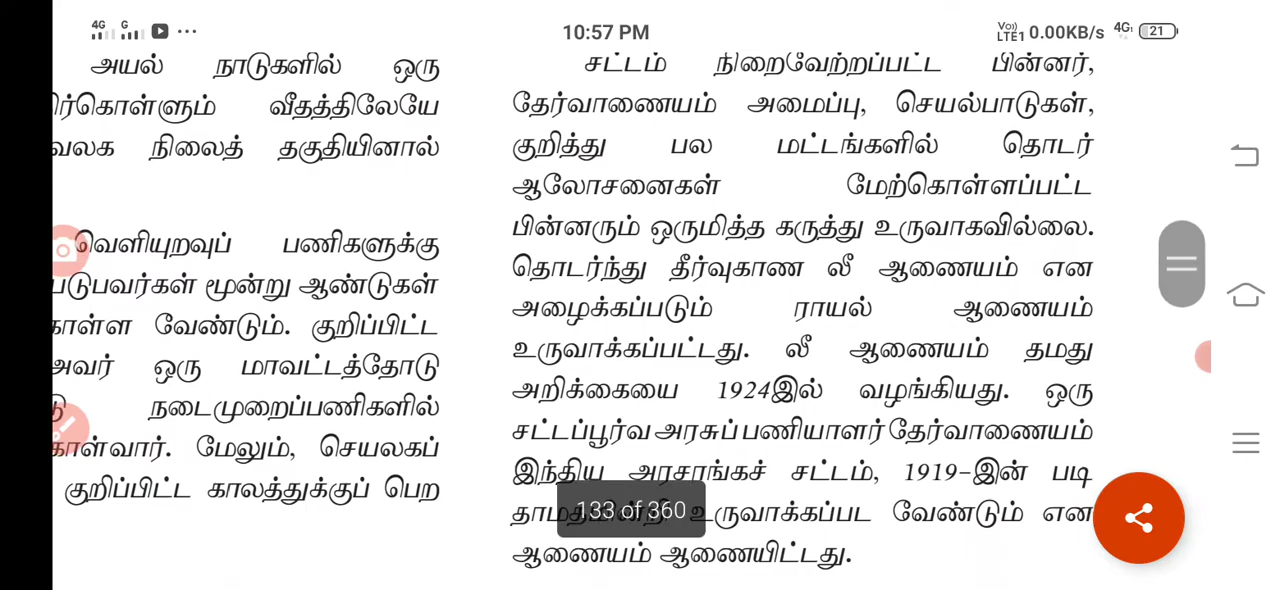 4G G ...
10:57 PM
Vo)) LTE1 0.00KB/s 4G 21
அயல் நாடுகளில் ஒரு
வீதத்திலேயே
நிலைத் தகுதியினால்
வெளியுறவுப் பணிகளுக்கு
மூன்று ஆண்டுகள்
வேண்டும். குறிப்பிட்ட
அவர் ஒரு மாவட்டத்தோடு
நடைமுறைப்பணிகளில்
மேலும், செயலகப்
குறிப்பிட்ட காலத்துக்குப் பெற
சட்டம் நிறைவேற்றப்பட்ட பின்னர்,
தேர்வாணையம் அமைப்பு, செயல்பாடுகள்,
குறித்து பல மட்டங்களில் தொடர்
ஆலோசனைகள் மேற்கொள்ளப்பட்ட
பின்னரும் ஒருமித்த கருத்து உருவாகவில்லை.
தொடர்ந்து தீர்வுகாண லீ ஆணையம் என
அழைக்கப்படும் ராயல் ஆணையம்
உருவாக்கப்பட்டது. லீ ஆணையம் தமது
அறிக்கையை 1924இல் வழங்கியது. ஒரு
சட்டப்பூர்வ அரசுப் பணியாளர் தேர்வாணையம்
இந்திய அரசாங்கச் சட்டம், 1919-இன் படி
உருவாக்கப்பட வேண்டும் என
ஆணையம் ஆணையிட்டது.
133 of 360